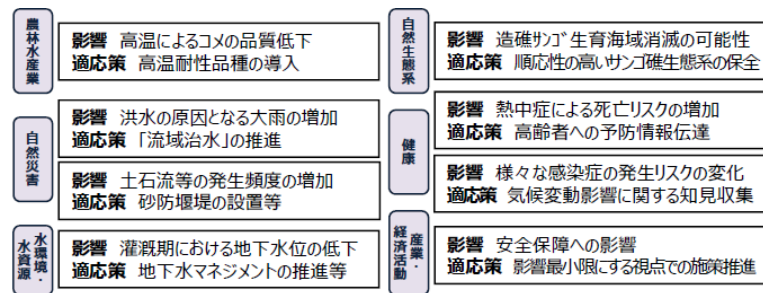 農林水産業
影響 高温によるコメの品質低下
適応策 高温耐性品種の導入
自然災害
影響 洪水の原因となる大雨の増加
適応策 「流域治水」の推進
影響 土石流等の発生頻度の増加
適応策 砂防堰堤の設置等
水環境・水資源
影響 灌漑期における地下水位の低下
適応策 地下水マネジメントの推進等
自然生態系
影響 造礁サンゴ生育海域消滅の可能性
適応策 順応性の高いサンゴ礁生態系の保全
健康
影響 熱中症による死亡リスクの増加
適応策 高齢者への予防情報伝達
影響 様々な感染症の発生リスクの変化
適応策 気候変動影響に関する知見収集
産業・経済活動
影響 安全保障への影響
適応策 影響最小限にする視点での施策推進